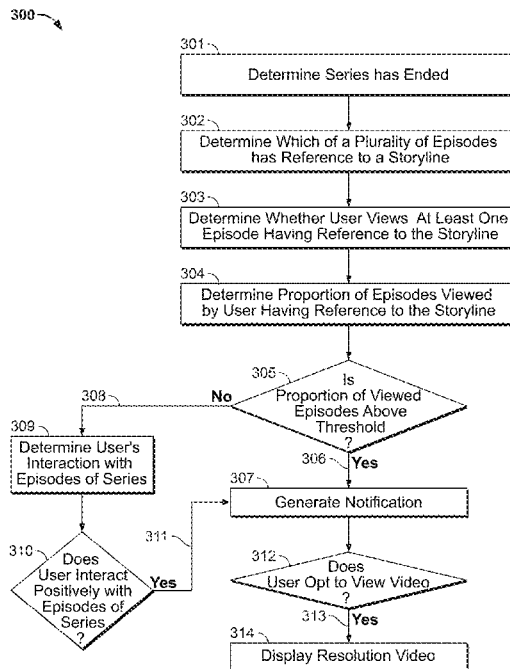 300
301
Determine Series has Ended
302
Determine Which of a Plurality of Episodes
has Reference to a Storyline
303
Determine Whether User Views At Least One
Episode Having Reference to the Storyline
304
Determine Proportion of Episodes Viewed
by User Having Reference to the Storyline
305
Is
Proportion of Viewed
Episodes Above
Threshold
?
No
308
306
Yes
309
Determine User's
Interaction with
Episodes of Series
307
Generate Notification
310
Does
User Interact
Positively with
Episodes of
Series
?
Yes
311
312
Does
User Opt to View Video
?
313
Yes
314
Display Resolution Video